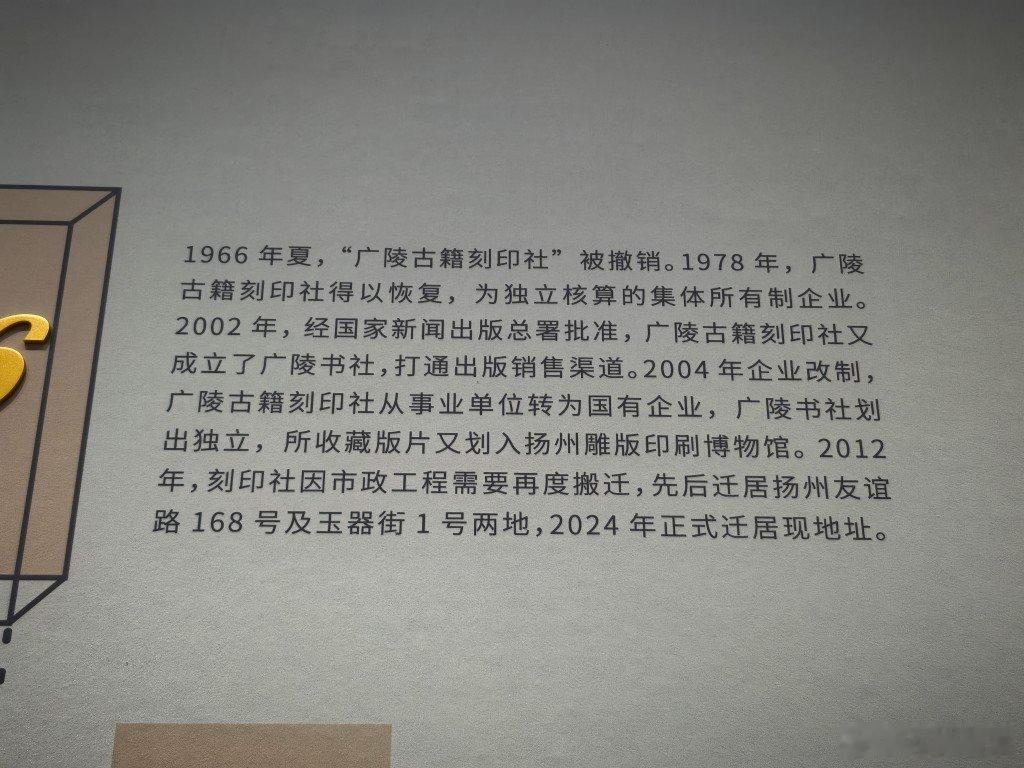 1966 年夏，“广陵古籍刻印社”被撤销。1978 年，广陵
古籍刻印社得以恢复，为独立核算的集体所有制企业。
2002 年，经国家新闻出版总署批准，广陵古籍刻印社又
成立了广陵书社，打通出版销售渠道。2004 年企业改制，
广陵古籍刻印社从事业单位转为国有企业，广陵书社划
出独立，所收藏版片又划入扬州雕版印刷博物馆。2012
年，刻印社因市政工程需要再度搬迁，先后迁居扬州友谊
路 168 号及玉器街 1 号两地，2024 年正式迁居现地址。